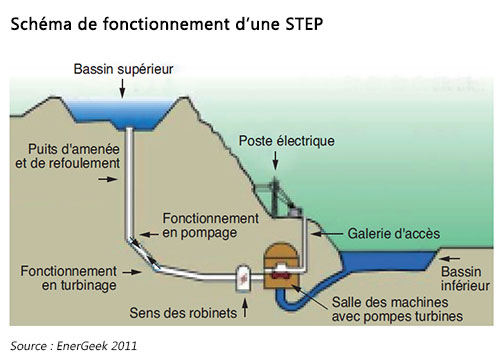 Schéma de fonctionnement d'une STEP
Bassin supérieur
Puits d'amenée
et de refoulement
Poste électrique
Fonctionnement
en pompage
Galerie d'accès
Fonctionnement
en turbinage
Bassin
inférieur
Sens des robinets
Salle des machines
avec pompes turbines
Source : EnerGeek 2011